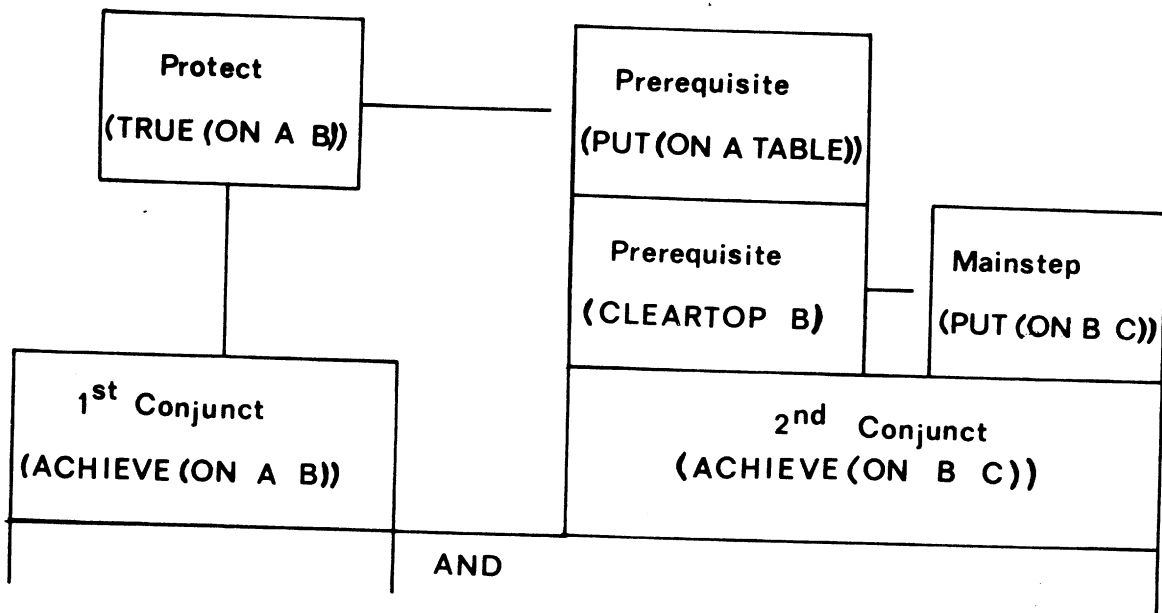 Protect
(TRUE (ON A B))
Prerequisite
(PUT (ON A TABLE))
Prerequisite
(CLEARTOP B)
Mainstep
(PUT (ON B C))
1st Conjunct
(ACHIEVE (ON A B))
2nd Conjunct
(ACHIEVE (ON B C))
AND